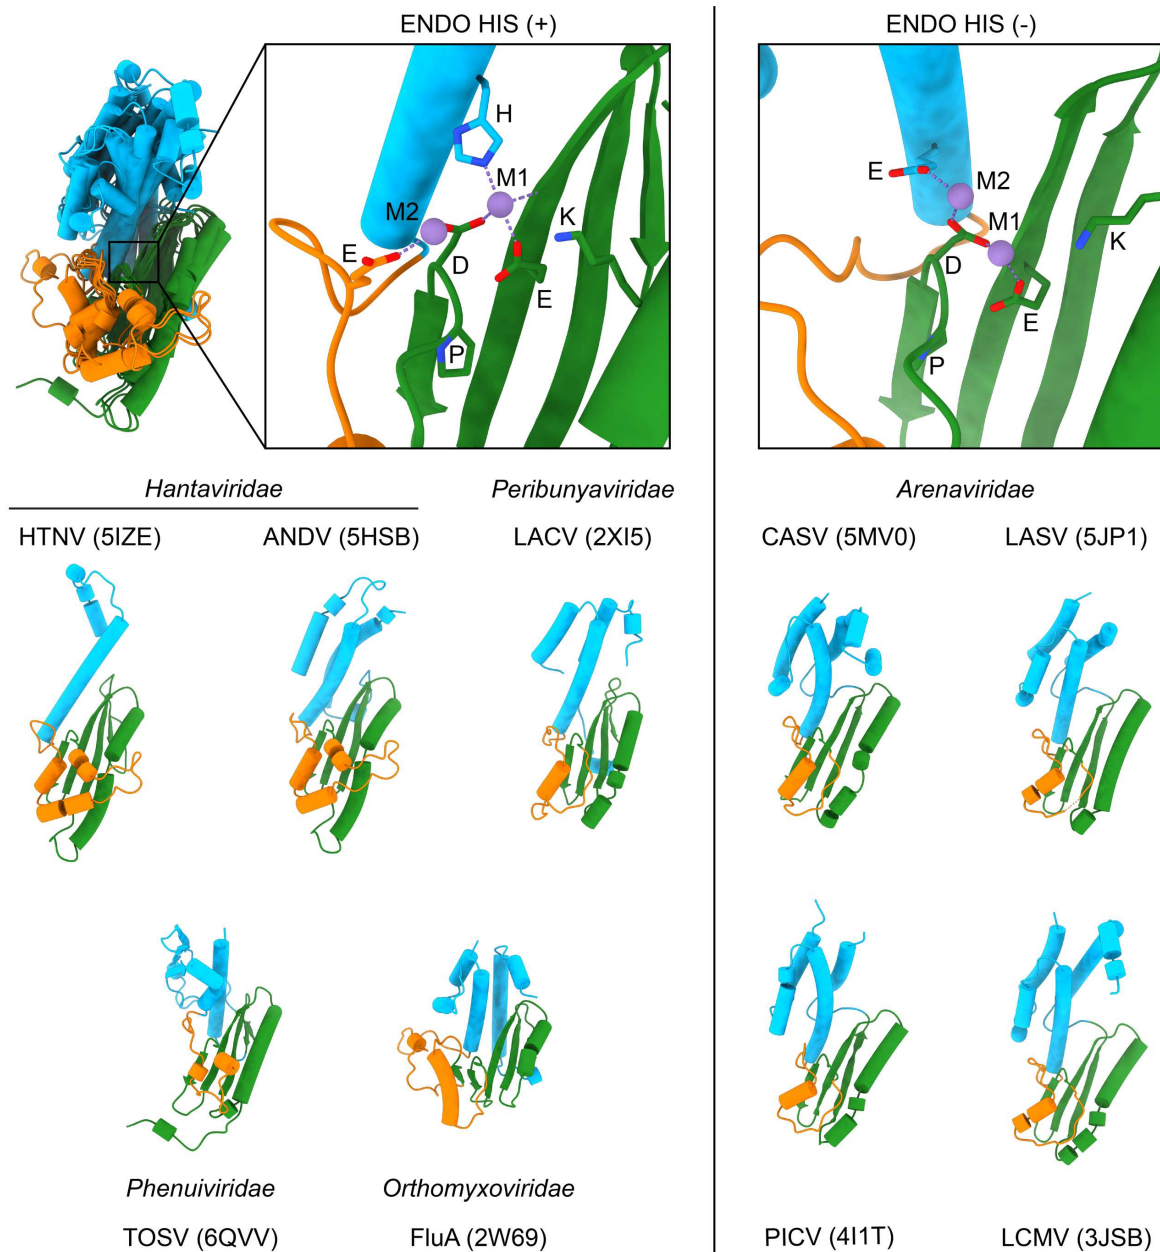 ENDO HIS (+)
ENDO HIS (-)
H
M1
M2
K
E
D
E
P
E
M2
M1
K
D
E
P
Hantaviridae
Peribunyaviridae
Arenaviridae
HTNV (5IZE)
ANDV (5HSB)
LACV (2XI5)
CASV (5MV0)
LASV (5JP1)
Phenuiviridae
Orthomyxoviridae
TOSV (6QVV)
FluA (2W69)
PICV (4I1T)
LCMV (3JSB)